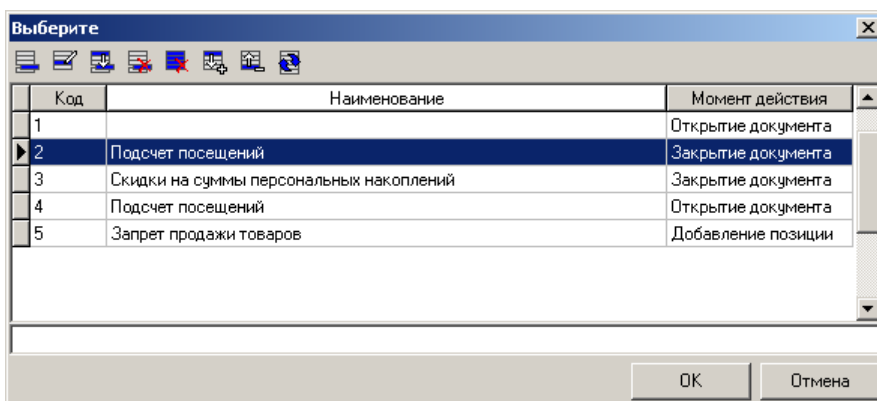 Выберите
Код Наименование Момент действия
1 Открытие документа
2 Подсчет посещений Закрытие документа
3 Скидки на суммы персональных накоплений Закрытие документа
4 Подсчет посещений Открытие документа
5 Запрет продажи товаров Добавление позиции
OK Отмена